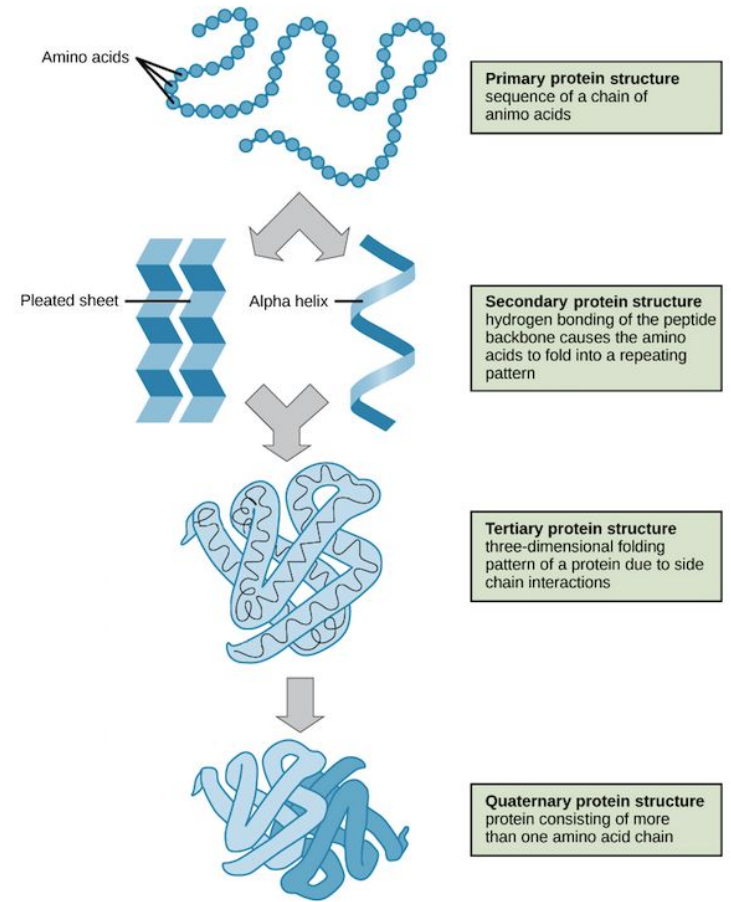 Amino acids
Primary protein structure
sequence of a chain of
animo acids
Pleated sheet
Alpha helix
Secondary protein structure
hydrogen bonding of the peptide
backbone causes the amino
acids to fold into a repeating
pattern
Tertiary protein structure
three-dimensional folding
pattern of a protein due to side
chain interactions
Quaternary protein structure
protein consisting of more
than one amino acid chain